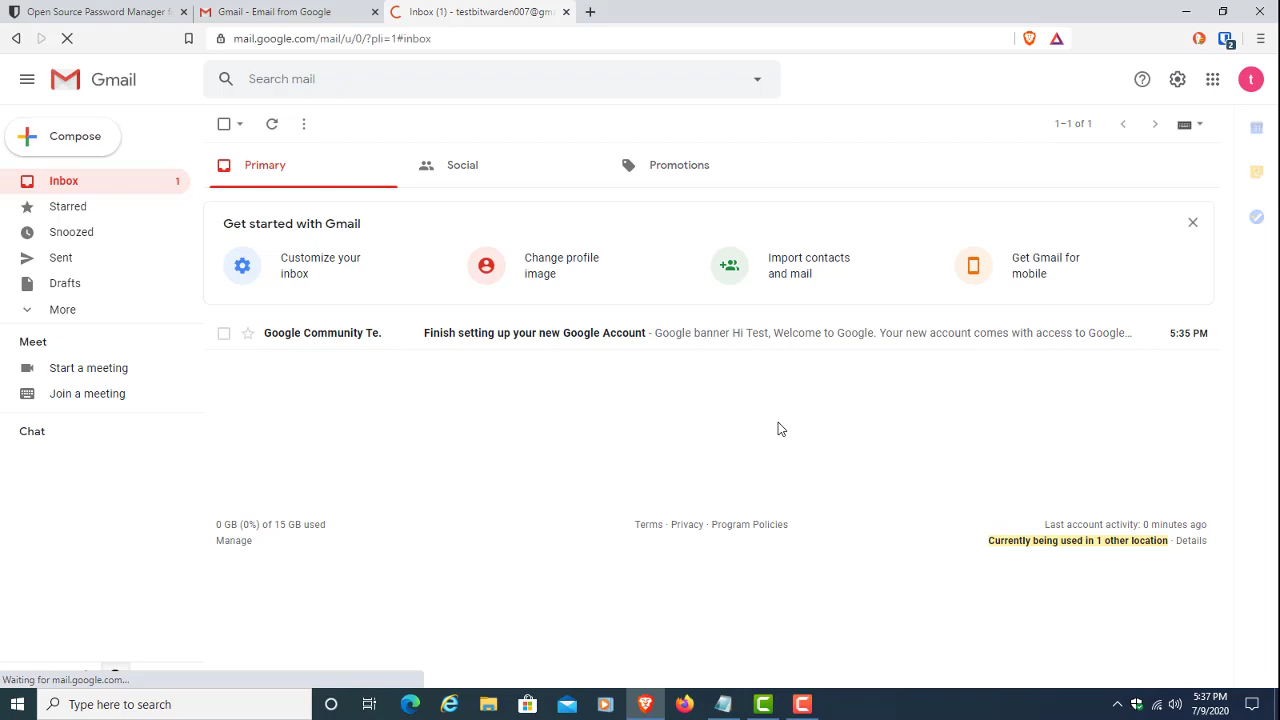 Open Source Password Manager f
Gmail - Email from Google
Inbox (1) - testbitwarden007@gm
mail.google.com/mail/u/0/?pli=1#inbox
2
Gmail
Search mail
t
Compose
1–1 of 1
Primary
Social
Promotions
Inbox 1
Starred
Snoozed
Sent
Drafts
More
Meet
Start a meeting
Join a meeting
Chat
Get started with Gmail
Customize your
inbox
Change profile
image
Import contacts
and mail
Get Gmail for
mobile
Google Community Te. Finish setting up your new Google Account - Google banner Hi Test, Welcome to Google. Your new account comes with access to Google... 5:35 PM
0 GB (0%) of 15 GB used
Manage
Terms · Privacy · Program Policies
Last account activity: 0 minutes ago
Currently being used in 1 other location · Details
Waiting for mail.google.com...
Type here to search
5:37 PM
7/9/2020